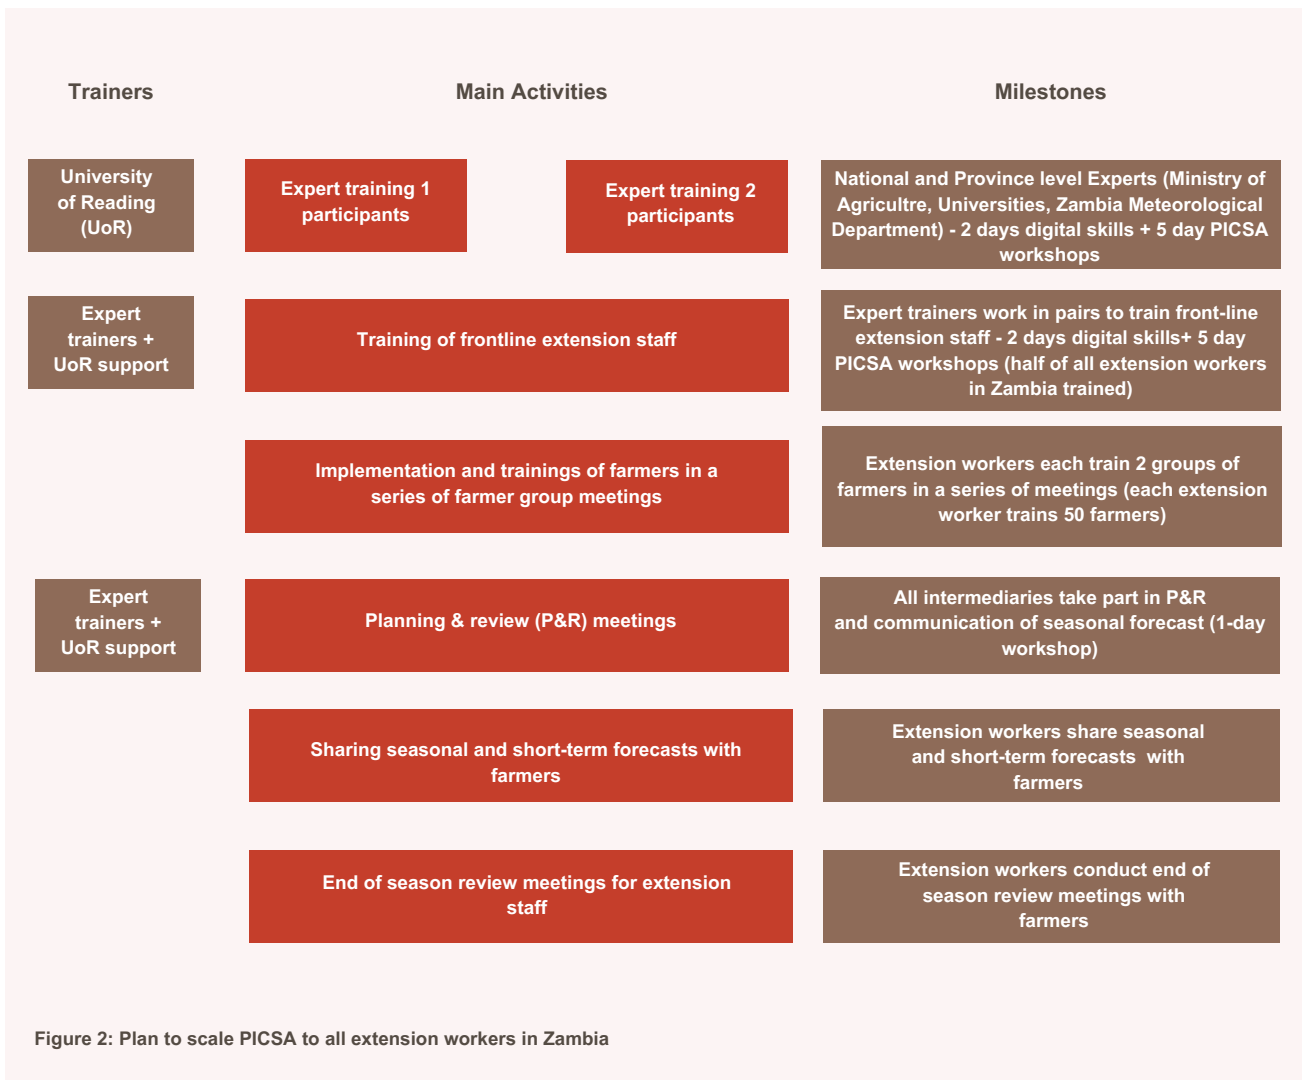 Trainers
Main Activities
Milestones
University
of Reading
(UoR)
Expert training 1
participants
Expert training 2
participants
National and Province level Experts (Ministry of
Agricultre, Universities, Zambia Meteorological
Department) - 2 days digital skills + 5 day PICSA
workshops
Expert
trainers +
UoR support
Training of frontline extension staff
Expert trainers work in pairs to train front-line
extension staff - 2 days digital skills+ 5 day
PICSA workshops (half of all extension workers
in Zambia trained)
Implementation and trainings of farmers in a
series of farmer group meetings
Extension workers each train 2 groups of
farmers in a series of meetings (each extension
worker trains 50 farmers)
Expert
trainers +
UoR support
Planning & review (P&R) meetings
All intermediaries take part in P&R
and communication of seasonal forecast (1-day
workshop)
Sharing seasonal and short-term forecasts with
farmers
Extension workers share seasonal
and short-term forecasts with
farmers
End of season review meetings for extension
staff
Extension workers conduct end of
season review meetings with
farmers
Figure 2: Plan to scale PICSA to all extension workers in Zambia